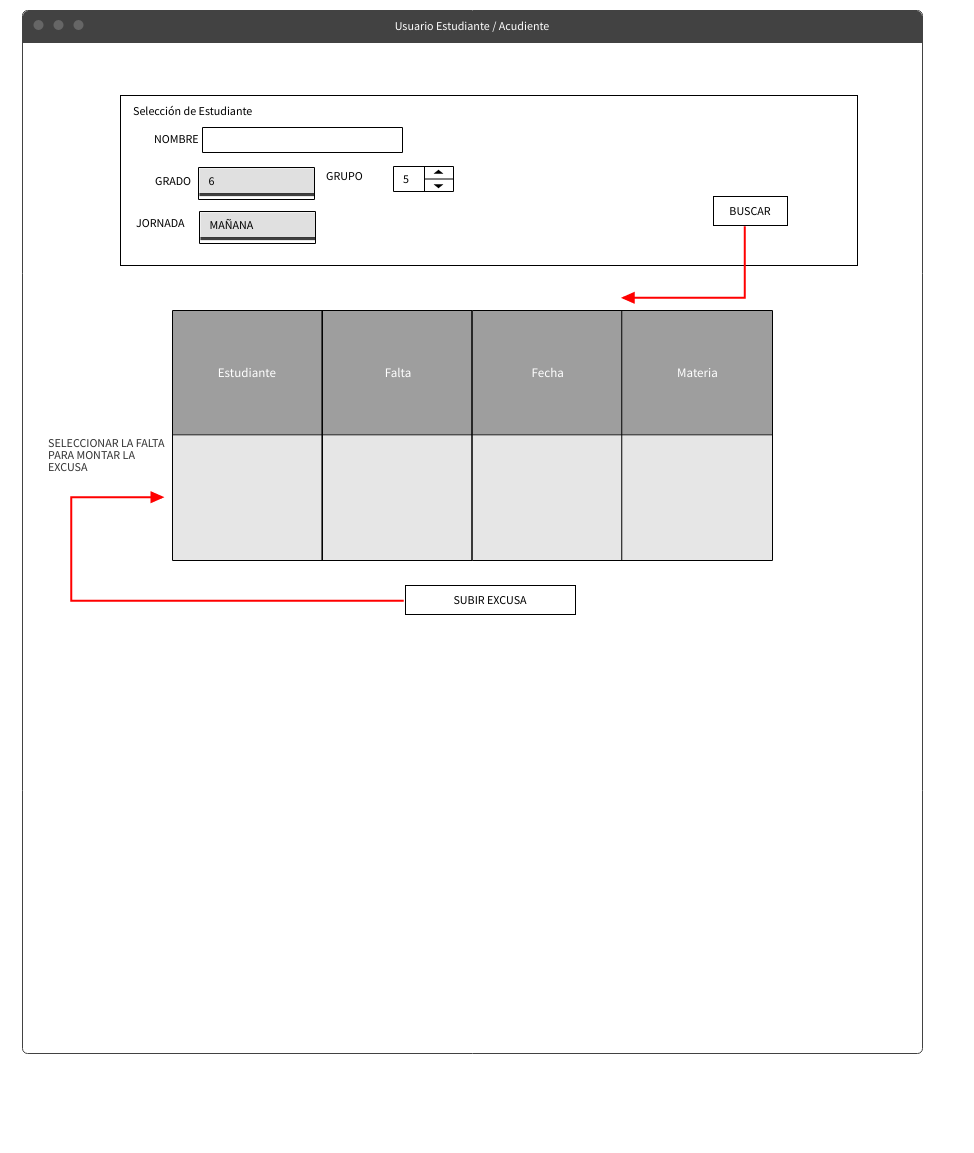 Usuario Estudiante / Acudiente
Selección de Estudiante
NOMBRE
GRADO 6 GRUPO 5
JORNADA MAÑANA
BUSCAR
Estudiante Falta Fecha Materia
SELECCIONAR LA FALTA
PARA MONTAR LA
EXCUSA
SUBIR EXCUSA